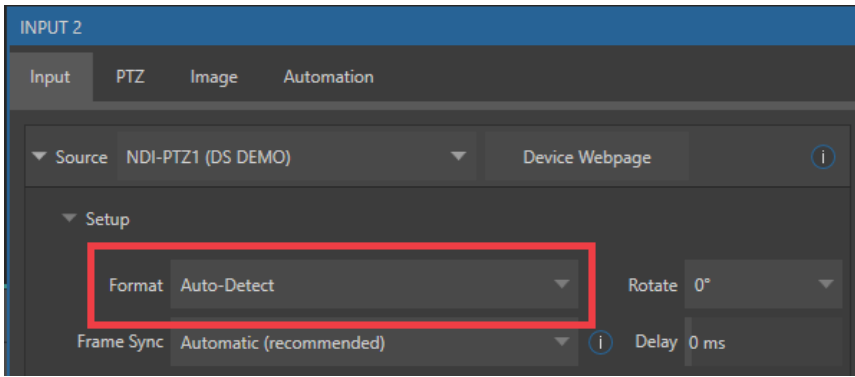 INPUT 2
Input PTZ Image Automation
Source NDI-PTZ1 (DS DEMO) Device Webpage i
Setup
Format Auto-Detect Rotate 0°
Frame Sync Automatic (recommended) i Delay 0 ms